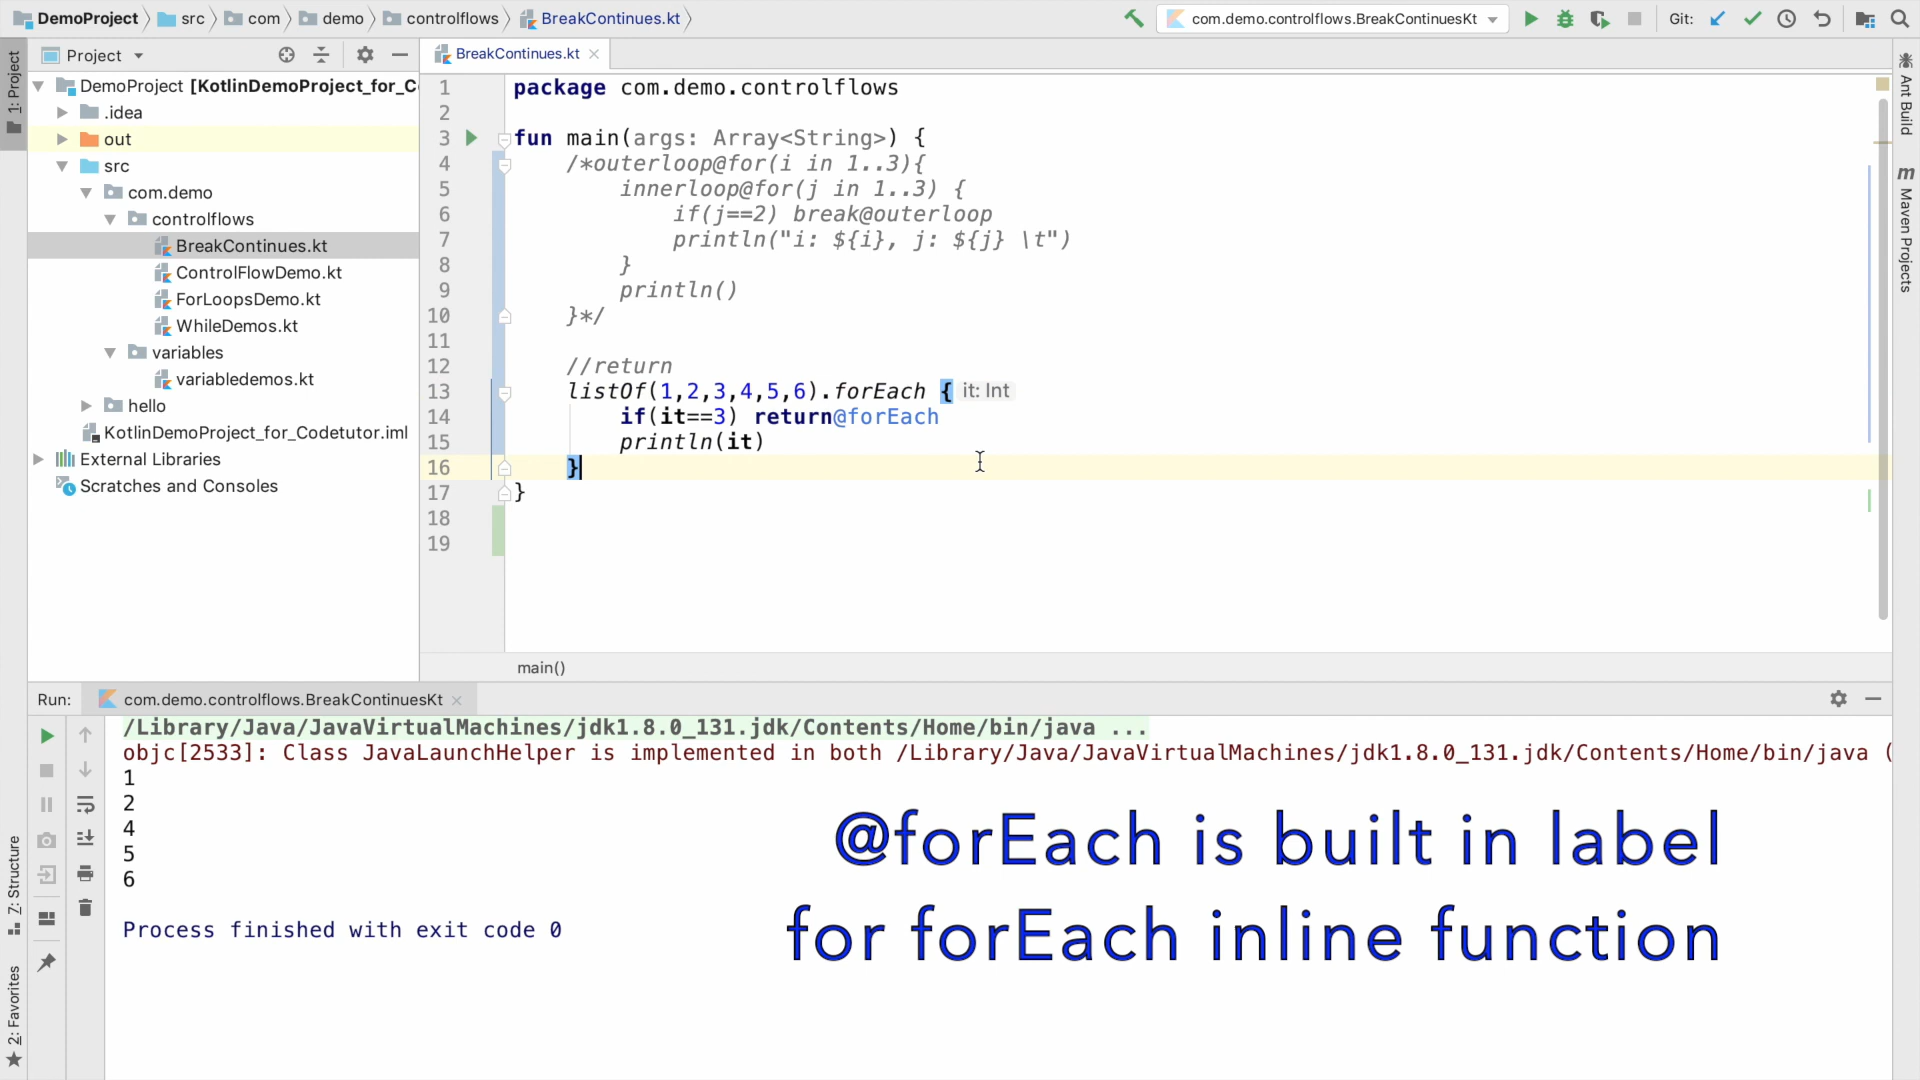 DemoProject src com demo controlflows BreakContinues.kt com.demo.controlflows.BreakContinuesKt Git:
1: Project
Project
BreakContinues.kt
DemoProject [KotlinDemoProject_for_C
.idea
out
src
com.demo
controlflows
BreakContinues.kt
ControlFlowDemo.kt
ForLoopsDemo.kt
WhileDemos.kt
variables
variabledemos.kt
hello
KotlinDemoProject_for_Codetutor.iml
External Libraries
Scratches and Consoles
1 package com.demo.controlflows
2
3 fun main(args: Array<String>) {
4 /*outerloop@for(i in 1..3){
5 innerloop@for(j in 1..3) {
6 if(j==2) break@outerloop
7 println("i: ${i}, j: ${j} \t")
8 }
9 println()
10 }*/
11
12 //return
13 listOf(1,2,3,4,5,6).forEach { it: Int
14 if(it==3) return@forEach
15 println(it)
16 }
17 }
18
19
main()
Ant Build
m Maven Projects
Run: com.demo.controlflows.BreakContinuesKt
/Library/Java/JavaVirtualMachines/jdk1.8.0_131.jdk/Contents/Home/bin/java ...
objc[2533]: Class JavaLaunchHelper is implemented in both /Library/Java/JavaVirtualMachines/jdk1.8.0_131.jdk/Contents/Home/bin/java (
1
2
4
5
6
Process finished with exit code 0
@forEach is built in label
for forEach inline function
7: Structure
2: Favorites